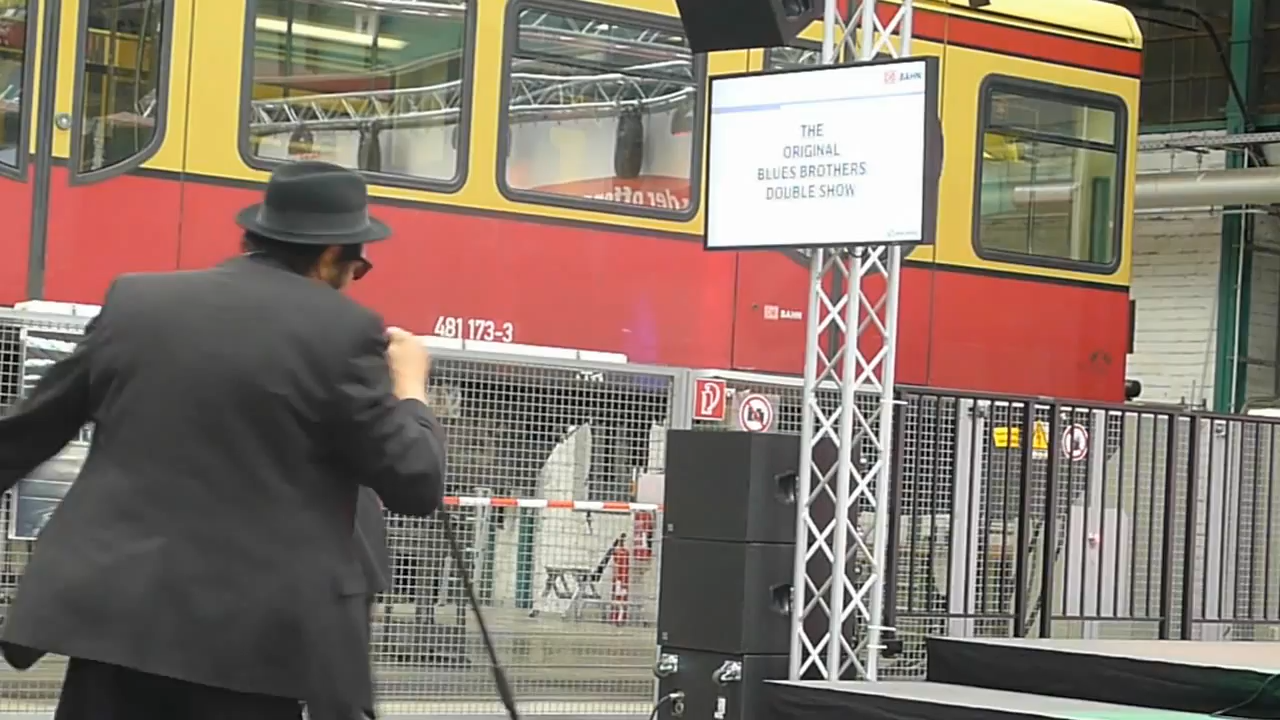 DB BAHN
THE
ORIGINAL
BLUES BROTHERS
DOUBLE SHOW
481 173-3
DB BAHN